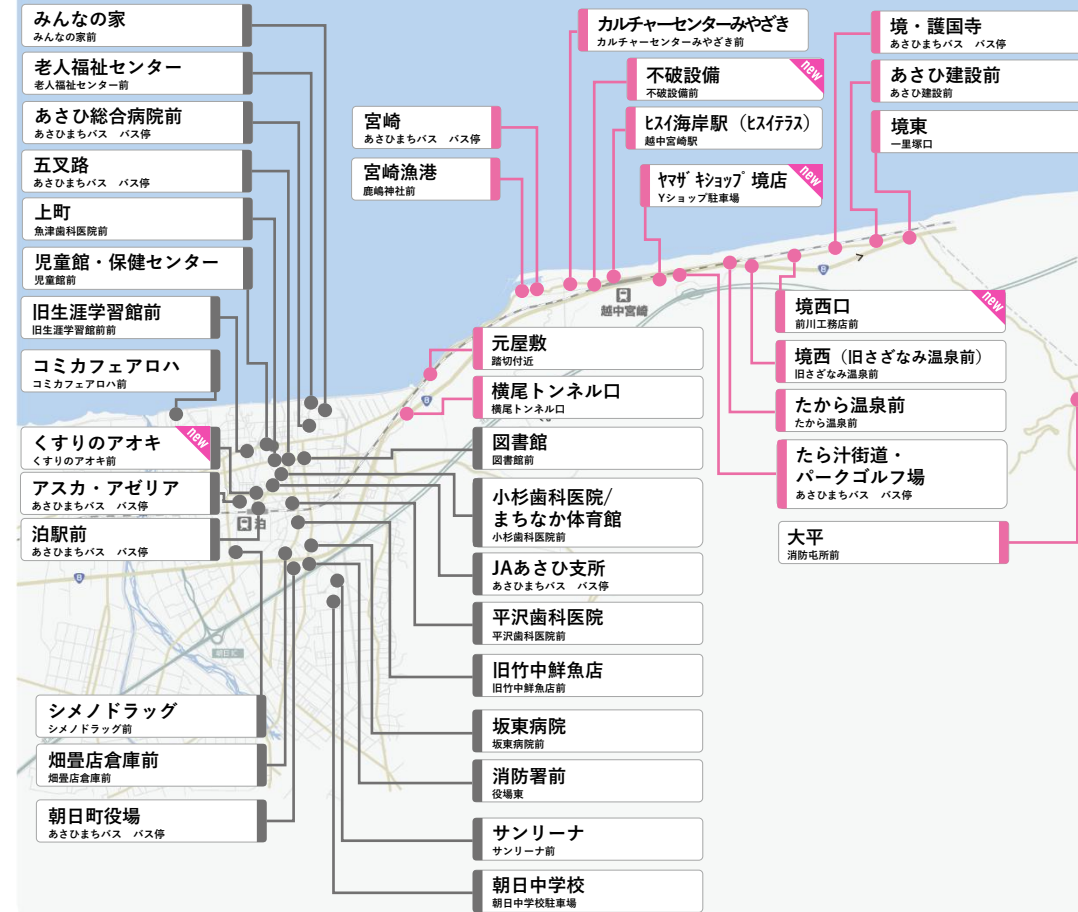 みんなの家
みんなの家前
老人福祉センター
老人福祉センター前
あさひ総合病院前
あさひまちバス バス停
五叉路
あさひまちバス バス停
上町
魚津歯科医院前
児童館・保健センター
児童館前
旧生涯学習館前
旧生涯学習館前前
コミカフェアロハ
コミカフェアロハ前
くすりのアオキ
くすりのアオキ前
new
アスカ・アゼリア
あさひまちバス バス停
泊駅前
あさひまちバス バス停
シメノドラッグ
シメノドラッグ前
畑畳店倉庫前
畑畳店倉庫前
朝日町役場
あさひまちバス バス停
宮崎
あさひまちバス バス停
宮崎漁港
鹿嶋神社前
カルチャーセンターみやざき
カルチャーセンターみやざき前
不破設備
不破設備前
new
ヒスイ海岸駅（ヒスイテラス）
越中宮崎駅
ヤマザキショップ 境店
Yショップ駐車場
new
境・護国寺
あさひまちバス バス停
あさひ建設前
あさひ建設前
境東
一里塚口
越中宮崎
8
境西口
前川工務店前
new
境西（旧さざなみ温泉前）
旧さざなみ温泉前
たから温泉前
たから温泉前
たら汁街道・
パークゴルフ場
あさひまちバス バス停
大平
消防屯所前
元屋敷
踏切付近
横尾トンネル口
横尾トンネル口
8
図書館
図書館前
小杉歯科医院/
まちなか体育館
小杉歯科医院前
JAあさひ支所
あさひまちバス バス停
平沢歯科医院
平沢歯科医院前
旧竹中鮮魚店
旧竹中鮮魚店前
坂東病院
坂東病院前
消防署前
役場東
サンリーナ
サンリーナ前
朝日中学校
朝日中学校駐車場
泊
8
朝日IC